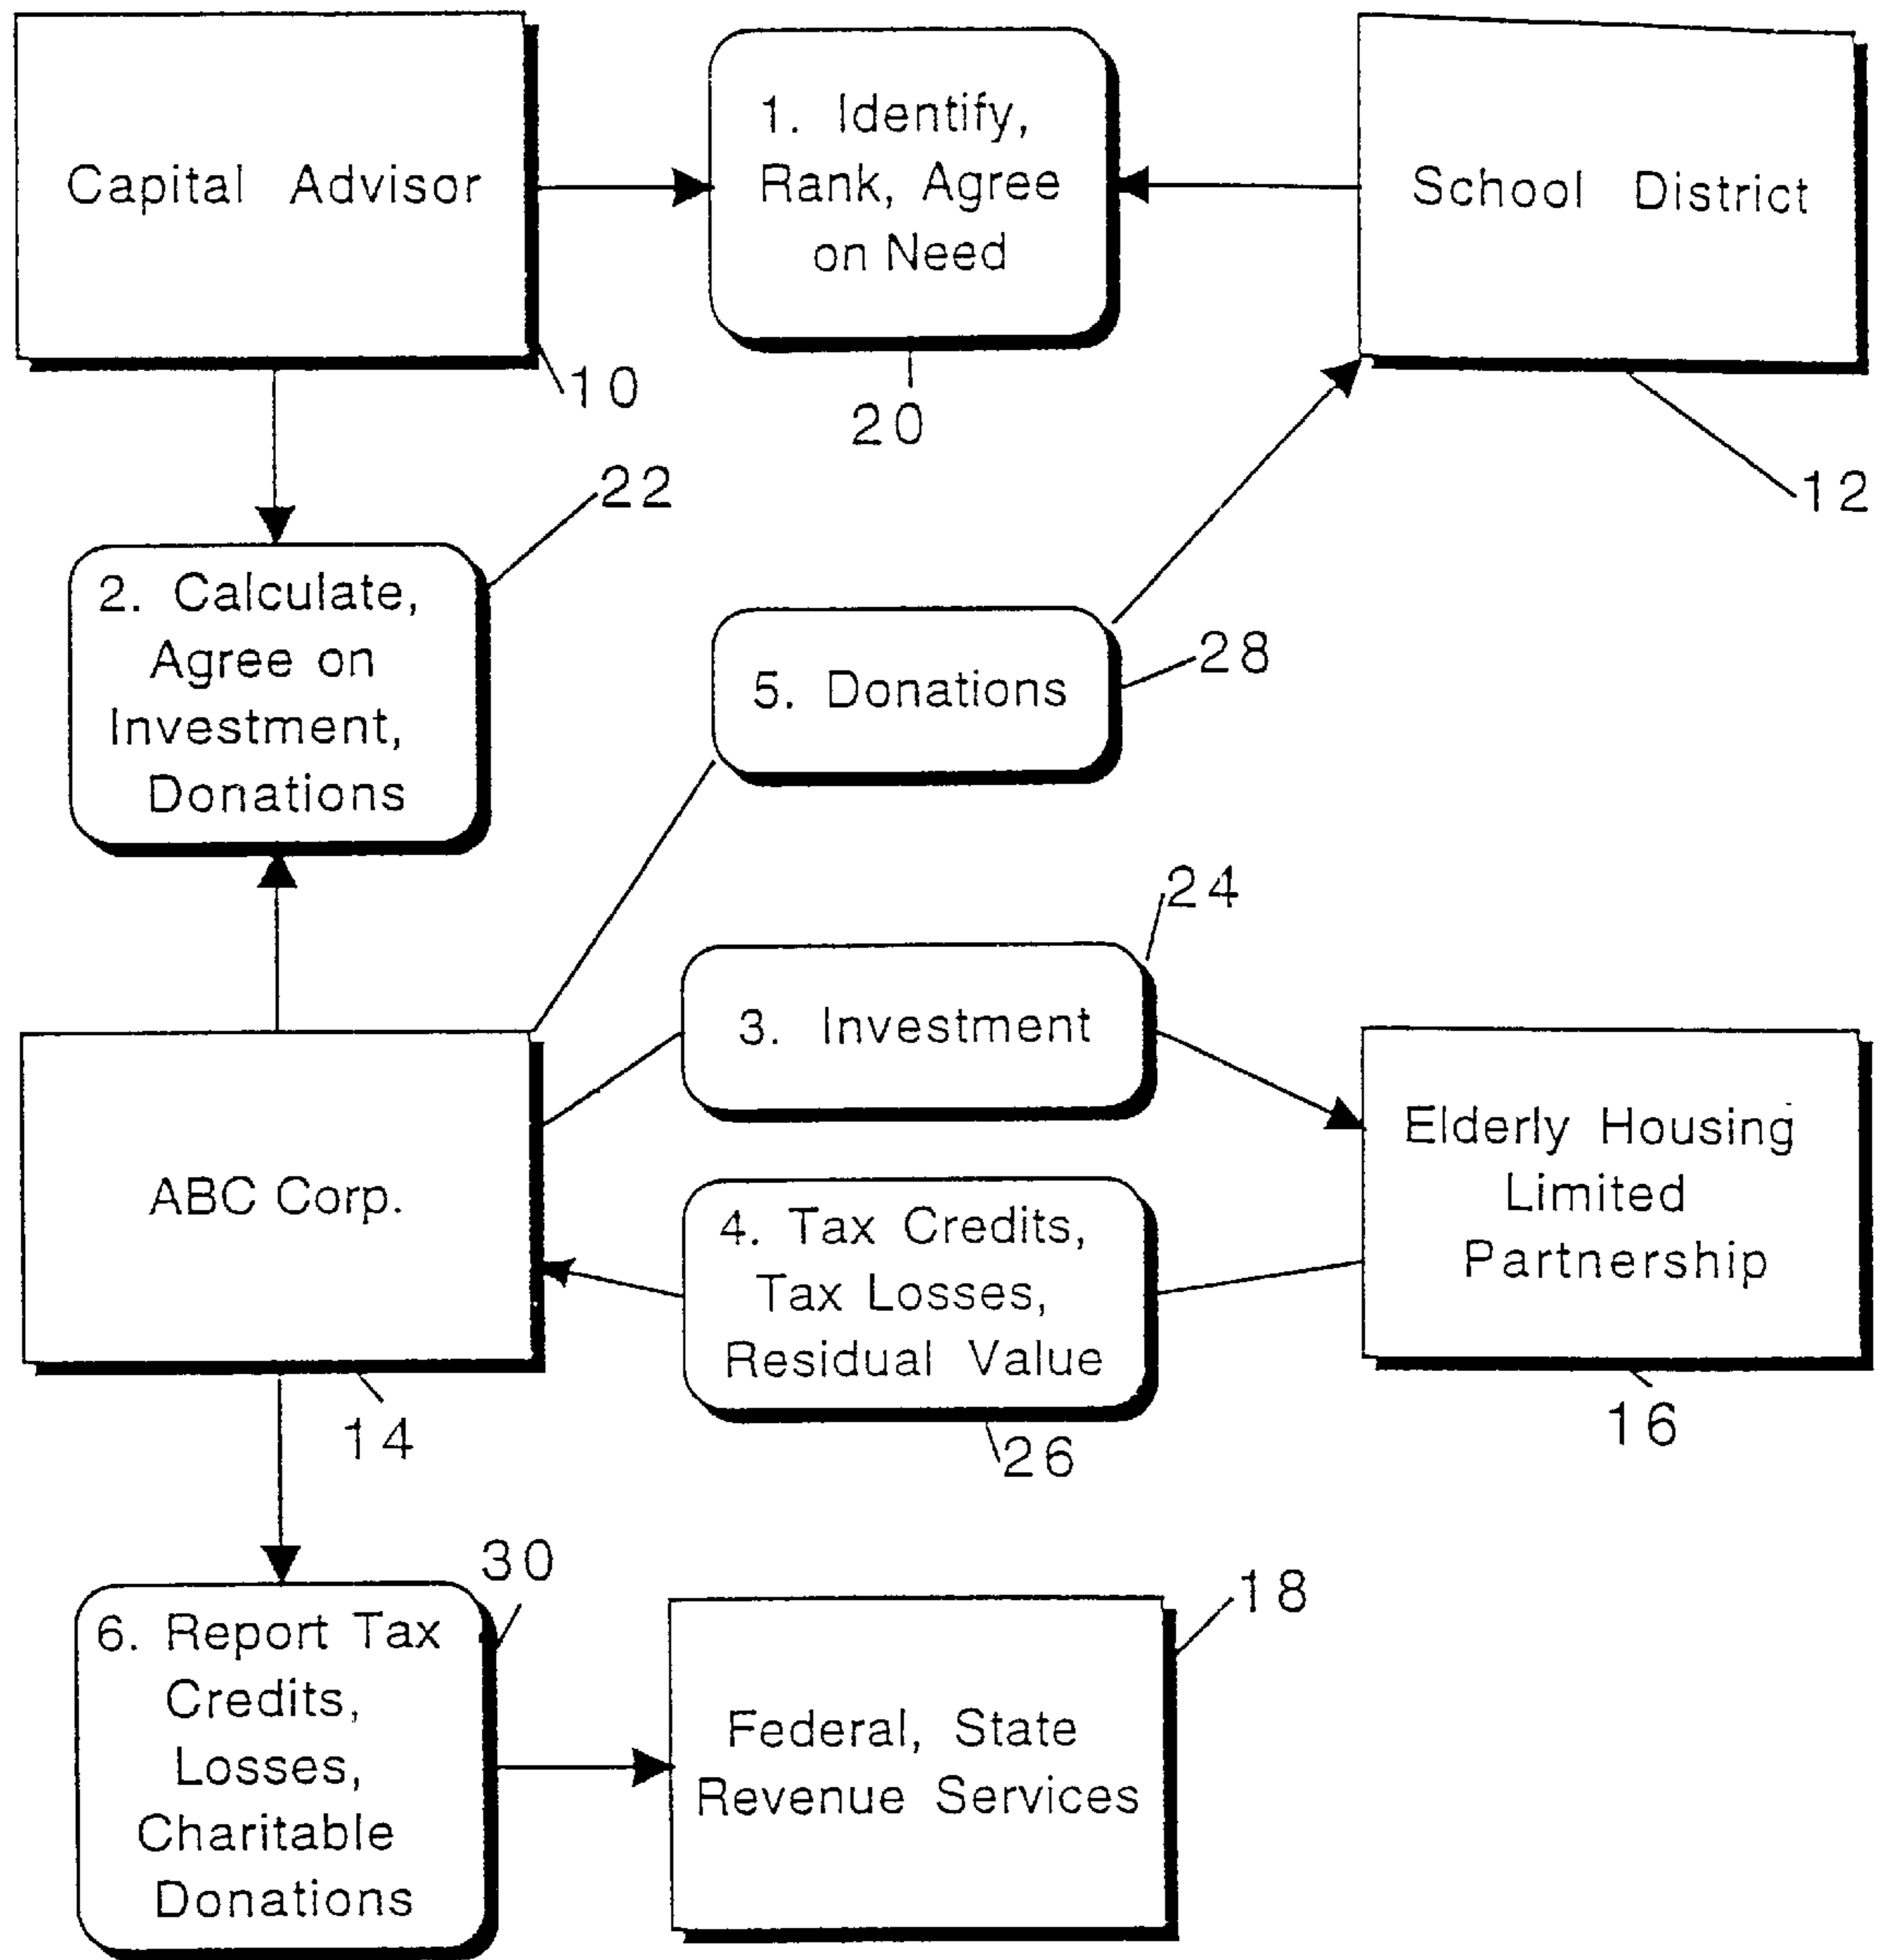 Capital Advisor
1. Identify,
Rank, Agree
on Need
School District
10
20
12
22
2. Calculate,
Agree on
Investment,
Donations
5. Donations
28
24
3. Investment
ABC Corp.
Elderly Housing
Limited
Partnership
4. Tax Credits,
Tax Losses,
Residual Value
14
26
16
30
6. Report Tax
Credits,
Losses,
Charitable
Donations
18
Federal, State
Revenue Services